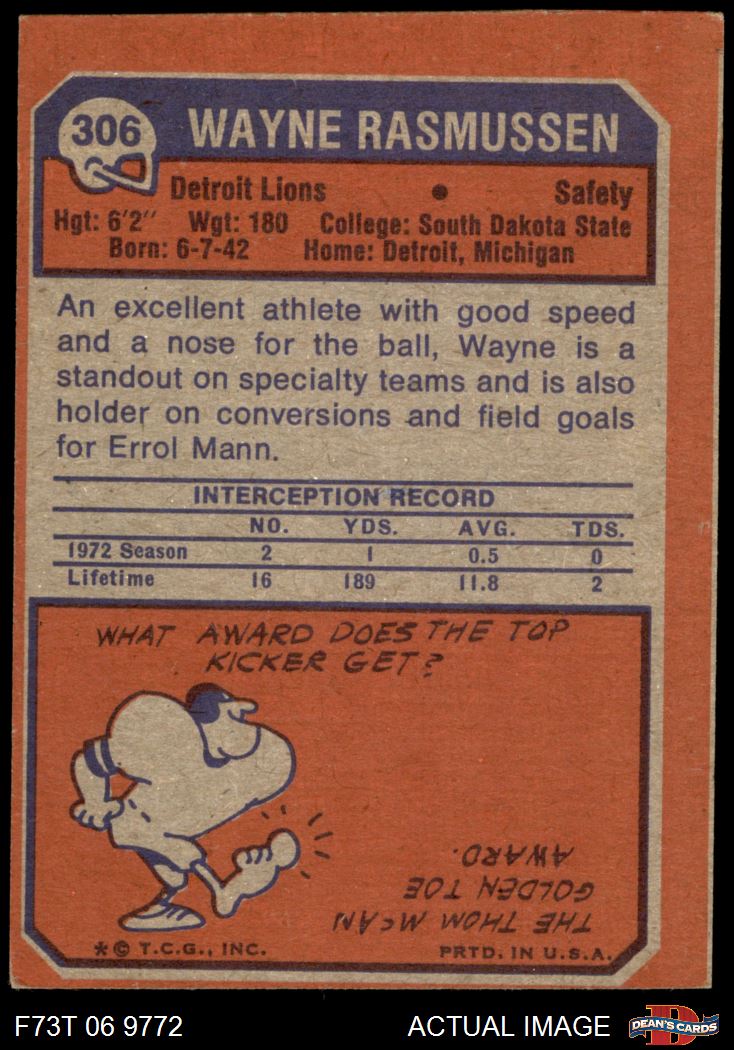 306
WAYNE RASMUSSEN
Detroit Lions • Safety
Hgt: 6'2" Wgt: 180 College: South Dakota State
Born: 6-7-42 Home: Detroit, Michigan
An excellent athlete with good speed
and a nose for the ball, Wayne is a
standout on specialty teams and is also
holder on conversions and field goals
for Errol Mann.
INTERCEPTION RECORD
NO. YDS. AVG. TDS.
1972 Season 2 1 0.5 0
Lifetime 16 189 11.8 2
WHAT AWARD DOES THE TOP
KICKER GET?
THE THOM McAN
GOLDEN TOE
AWARD.
* © T.C.G., INC. PRTD. IN U.S.A.
F73T 06 9772 ACTUAL IMAGE
D
DEAN'S CARDS